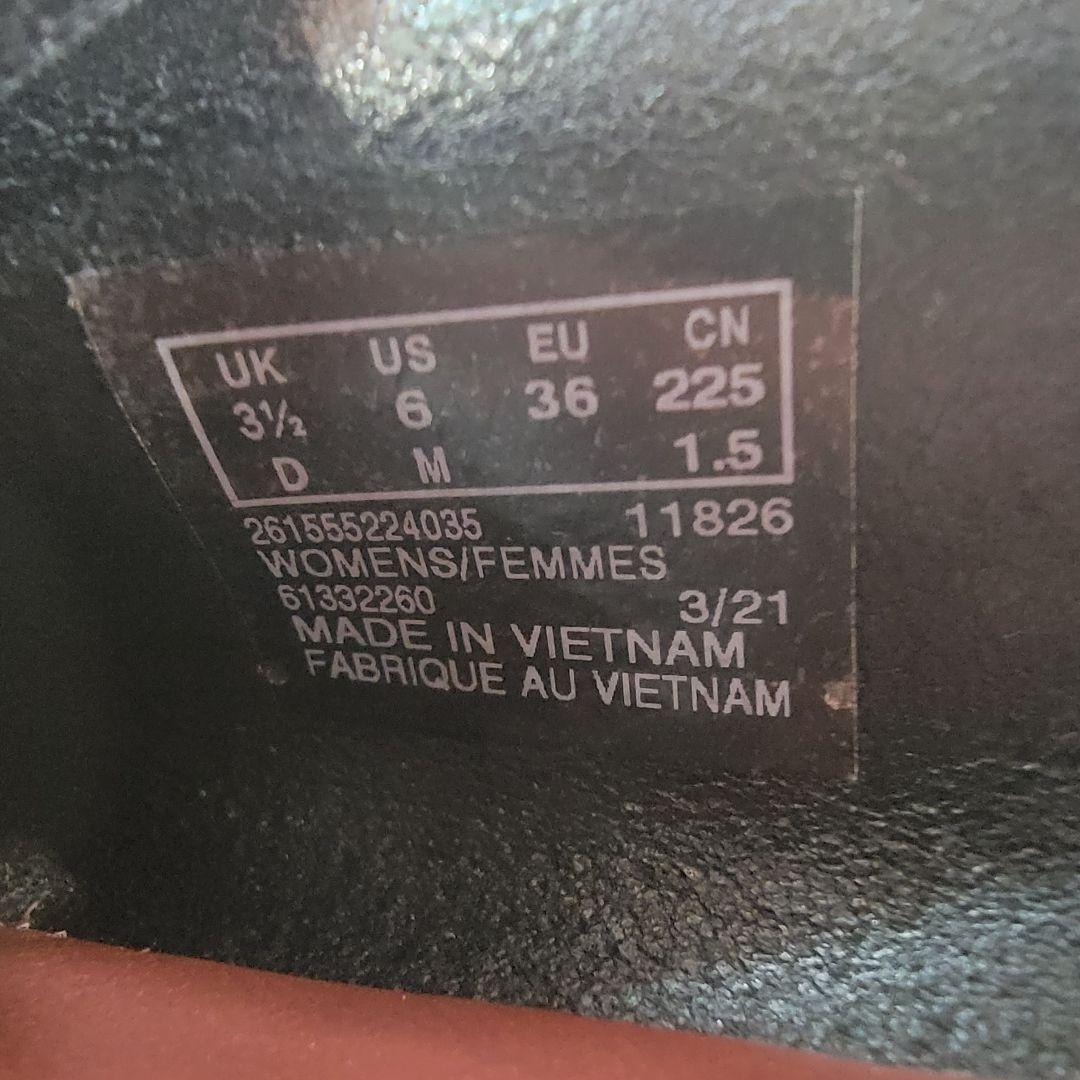 UK US EU CN
3½ 6 36 225
D M 1.5
261555224035 11826
WOMENS/FEMMES
61332260 3/21
MADE IN VIETNAM
FABRIQUE AU VIETNAM